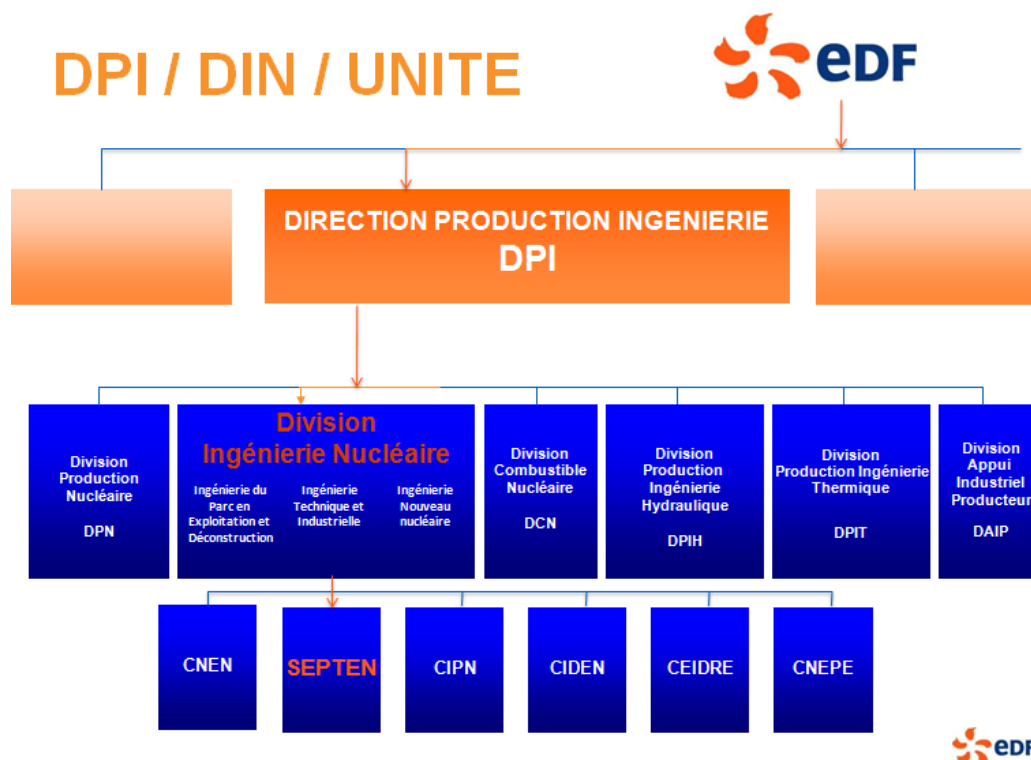 DPI / DIN / UNITE
eDF
DIRECTION PRODUCTION INGENIERIE
DPI
Division
Production
Nucléaire
DPN
Division
Ingénierie Nucléaire
Ingénierie du
Parc en
Exploitation et
Déconstruction
Ingénierie
Technique et
Industrielle
Ingénierie
Nouveau
nucléaire
Division
Combustible
Nucléaire
DCN
Division
Production
Ingénierie
Hydraulique
DPIH
Division
Production Ingénierie
Thermique
DPIT
Division
Appui
Industriel
Producteur
DAIP
CNEN
SEPTEN
CIPN
CIDEN
CEIDRE
CNEPE
eDF